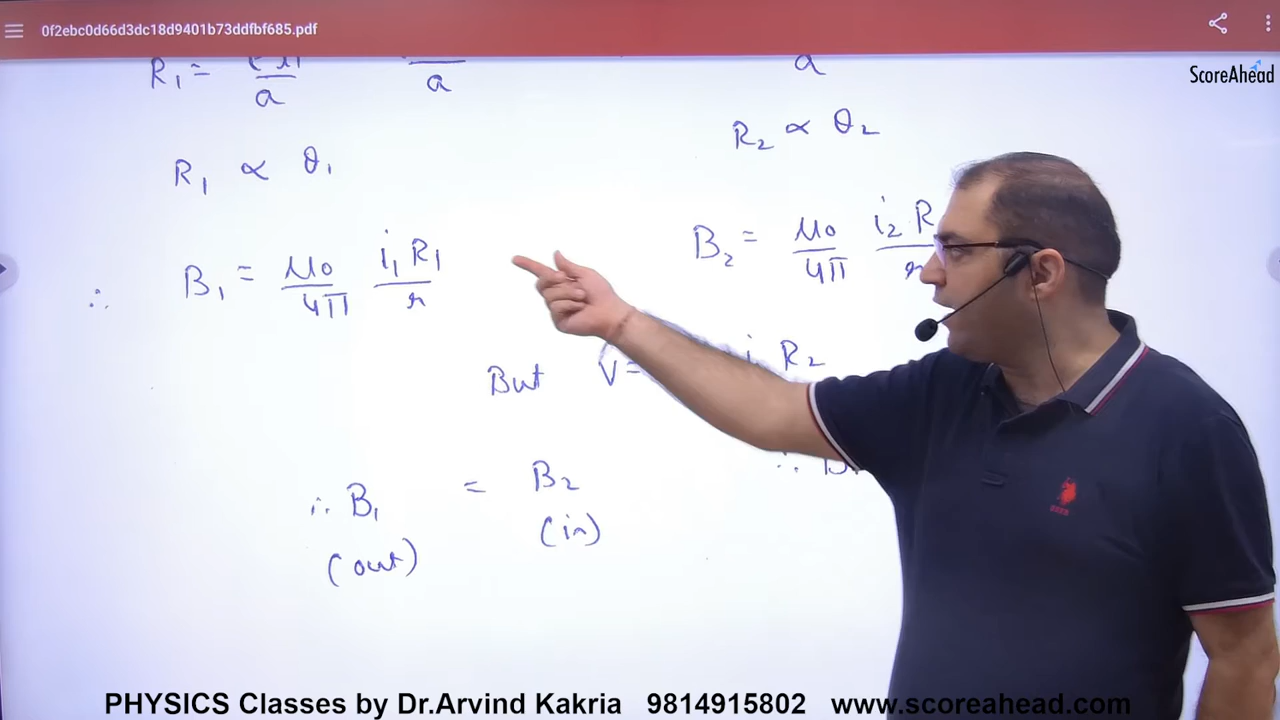 0f2ebc0d66d3dc18d9401b73ddfbf685.pdf
ScoreAhead
R₁ =
a
a
a
R₁ ∝ θ₁
R₂ ∝ θ₂
∴ B₁ = μ₀/4π i₁R₁/r
B₂ = μ₀/4π i₂R
But V = i₂R₂
∴ B₁ = B₂
(out) (in)
PHYSICS Classes by Dr.Arvind Kakria 9814915802 www.scoreahead.com